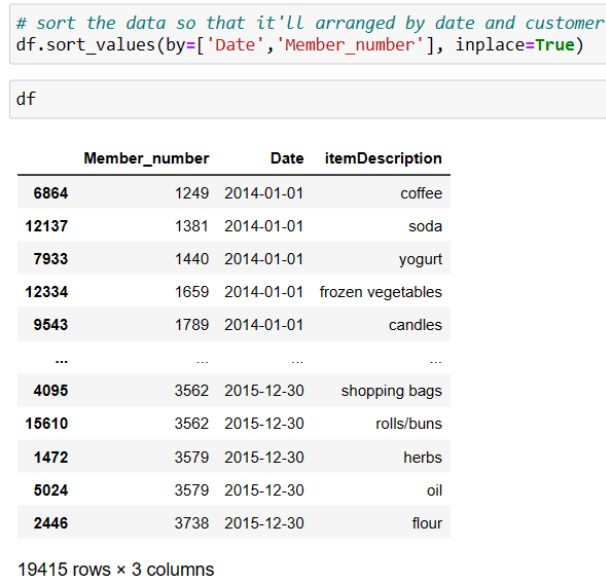 # sort the data so that it'll arranged by date and customer
df.sort_values(by=['Date','Member_number'], inplace=True)
df
Member_number Date itemDescription
6864 1249 2014-01-01 coffee
12137 1381 2014-01-01 soda
7933 1440 2014-01-01 yogurt
12334 1659 2014-01-01 frozen vegetables
9543 1789 2014-01-01 candles
... ... ... ...
4095 3562 2015-12-30 shopping bags
15610 3562 2015-12-30 rolls/buns
1472 3579 2015-12-30 herbs
5024 3579 2015-12-30 oil
2446 3738 2015-12-30 flour
19415 rows × 3 columns